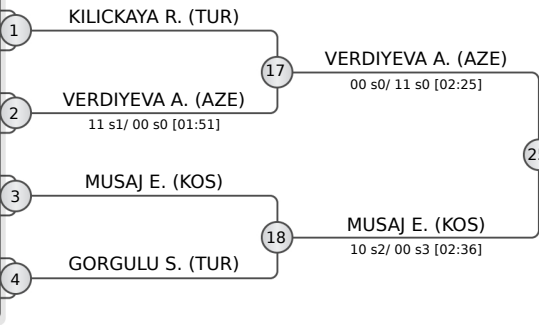 1
KILICKAYA R. (TUR)
17
VERDIYEVA A. (AZE)
00 s0/ 11 s0 [02:25]
2
VERDIYEVA A. (AZE)
11 s1/ 00 s0 [01:51]
3
MUSAJ E. (KOS)
18
MUSAJ E. (KOS)
10 s2/ 00 s3 [02:36]
4
GORGULU S. (TUR)